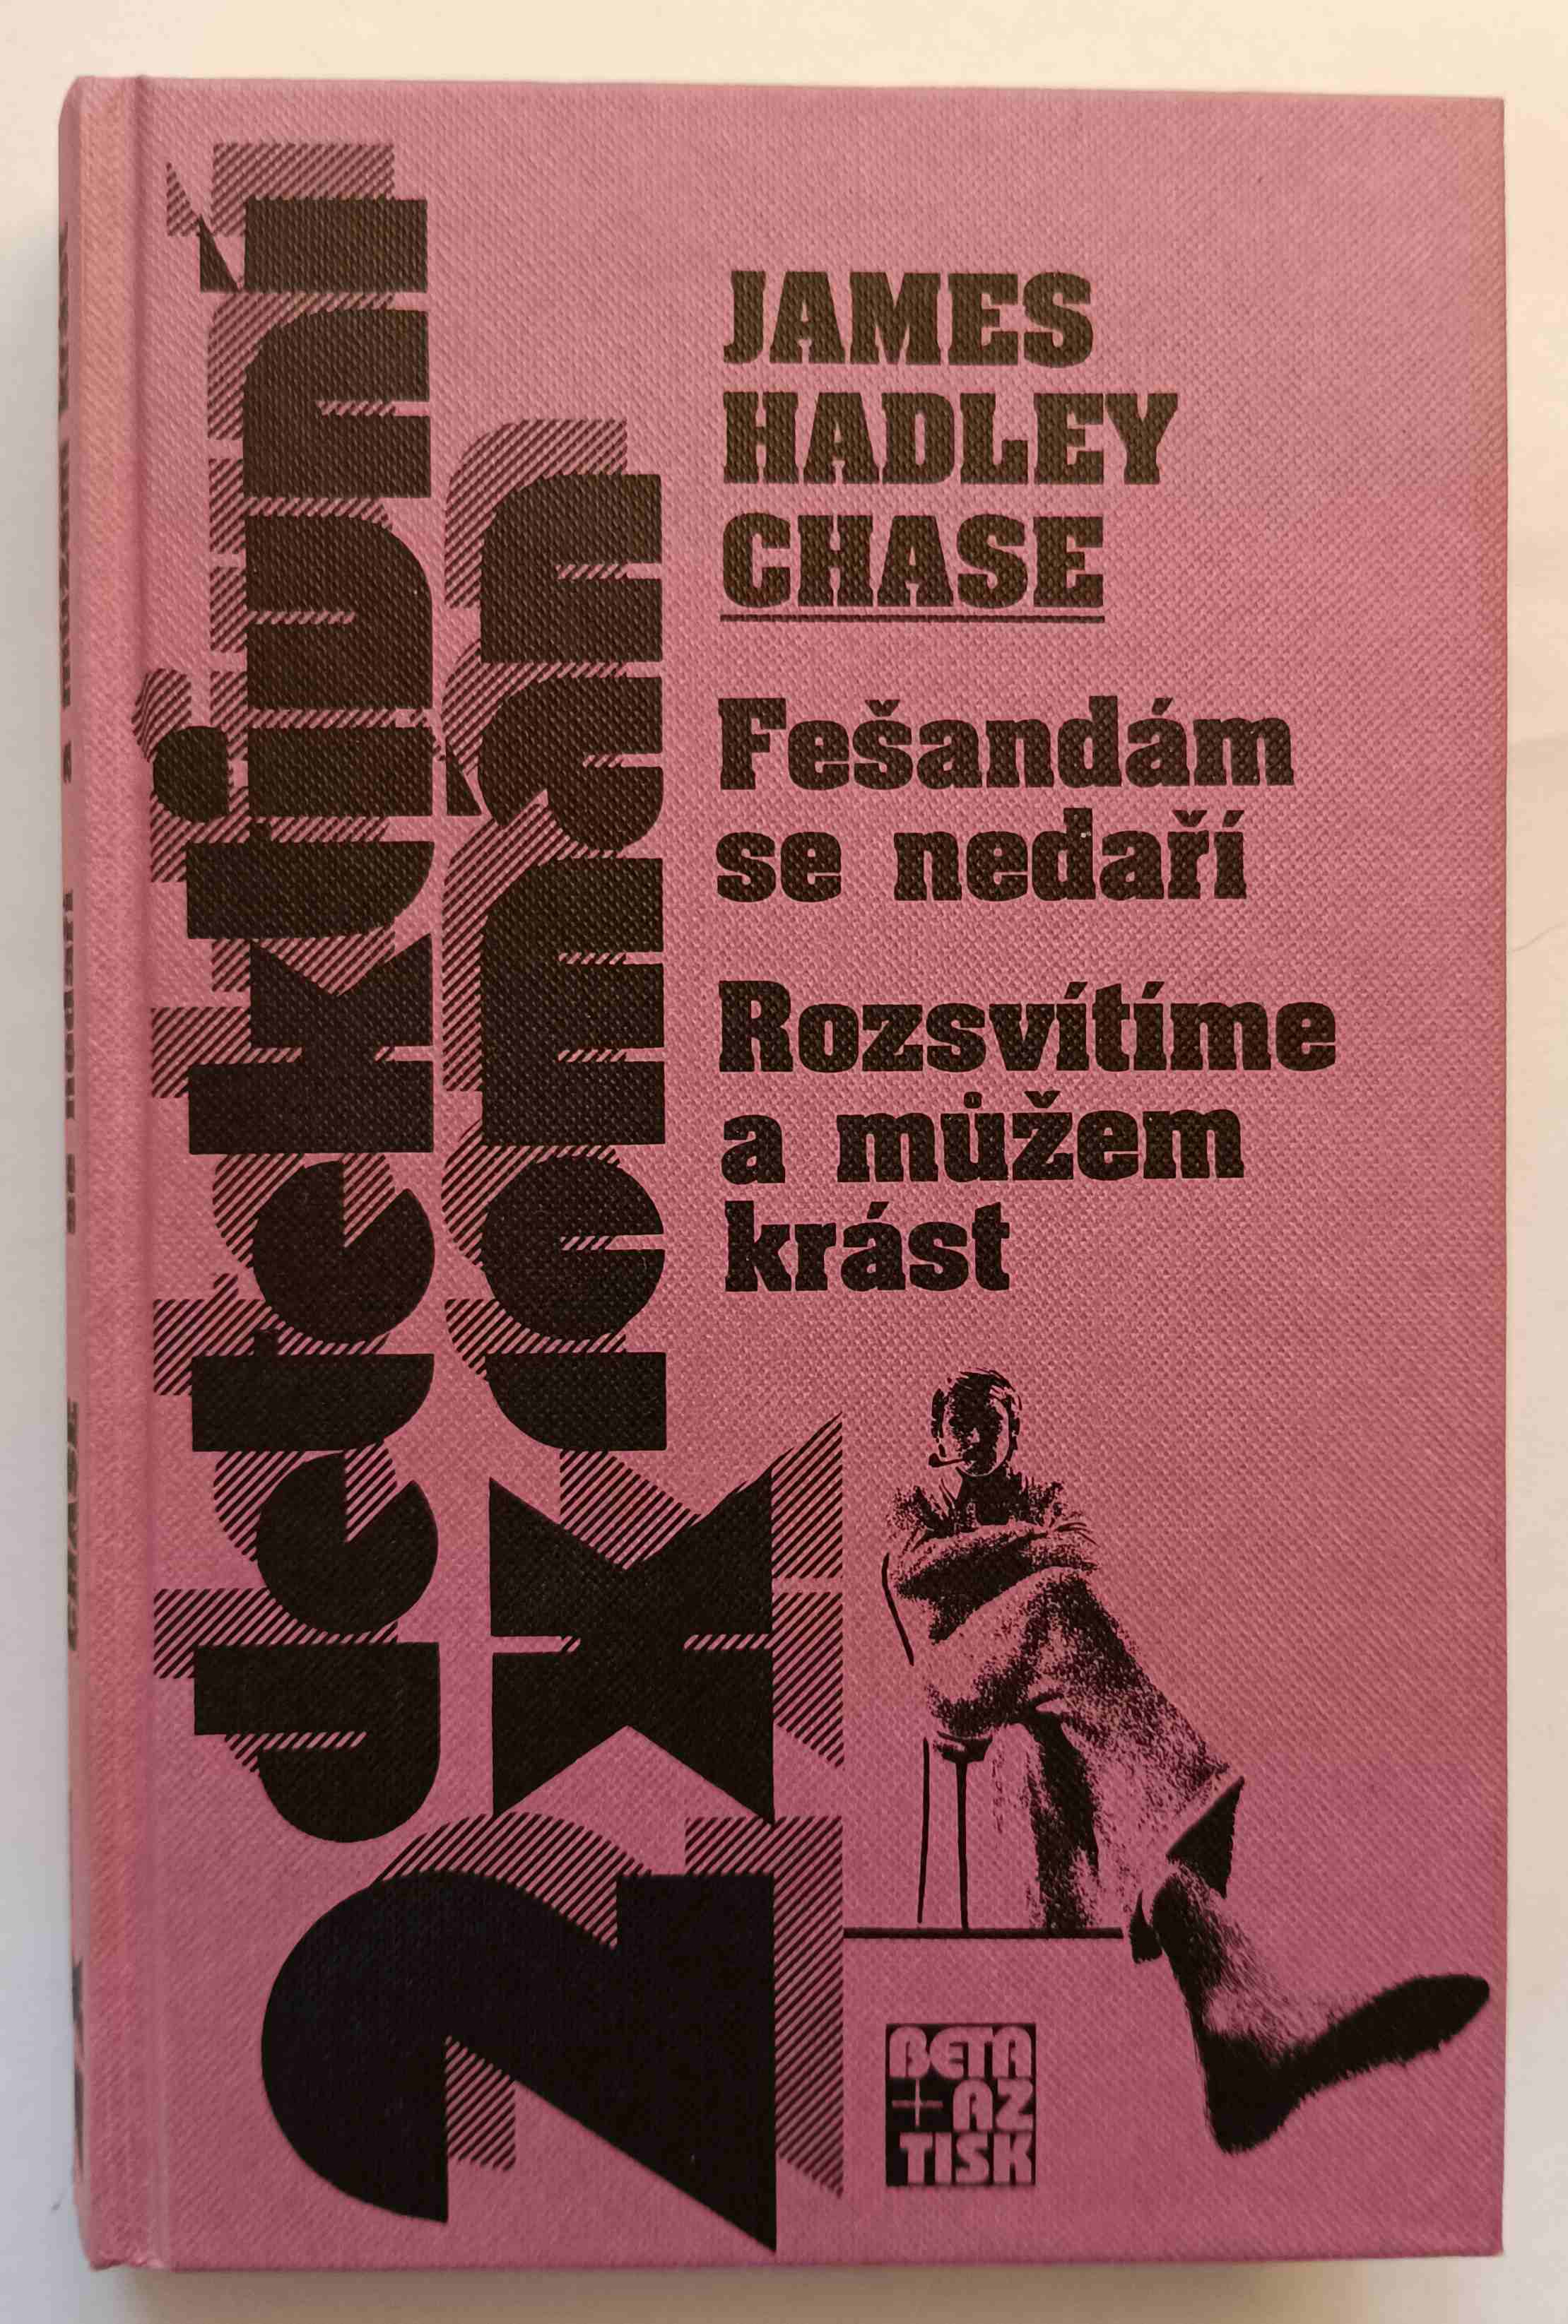 2x detektivní
román
JAMES
HADLEY
CHASE
Fešandám
se nedaří
Rozsvítíme
a můžem
krást
BETA
+AZ
TISK